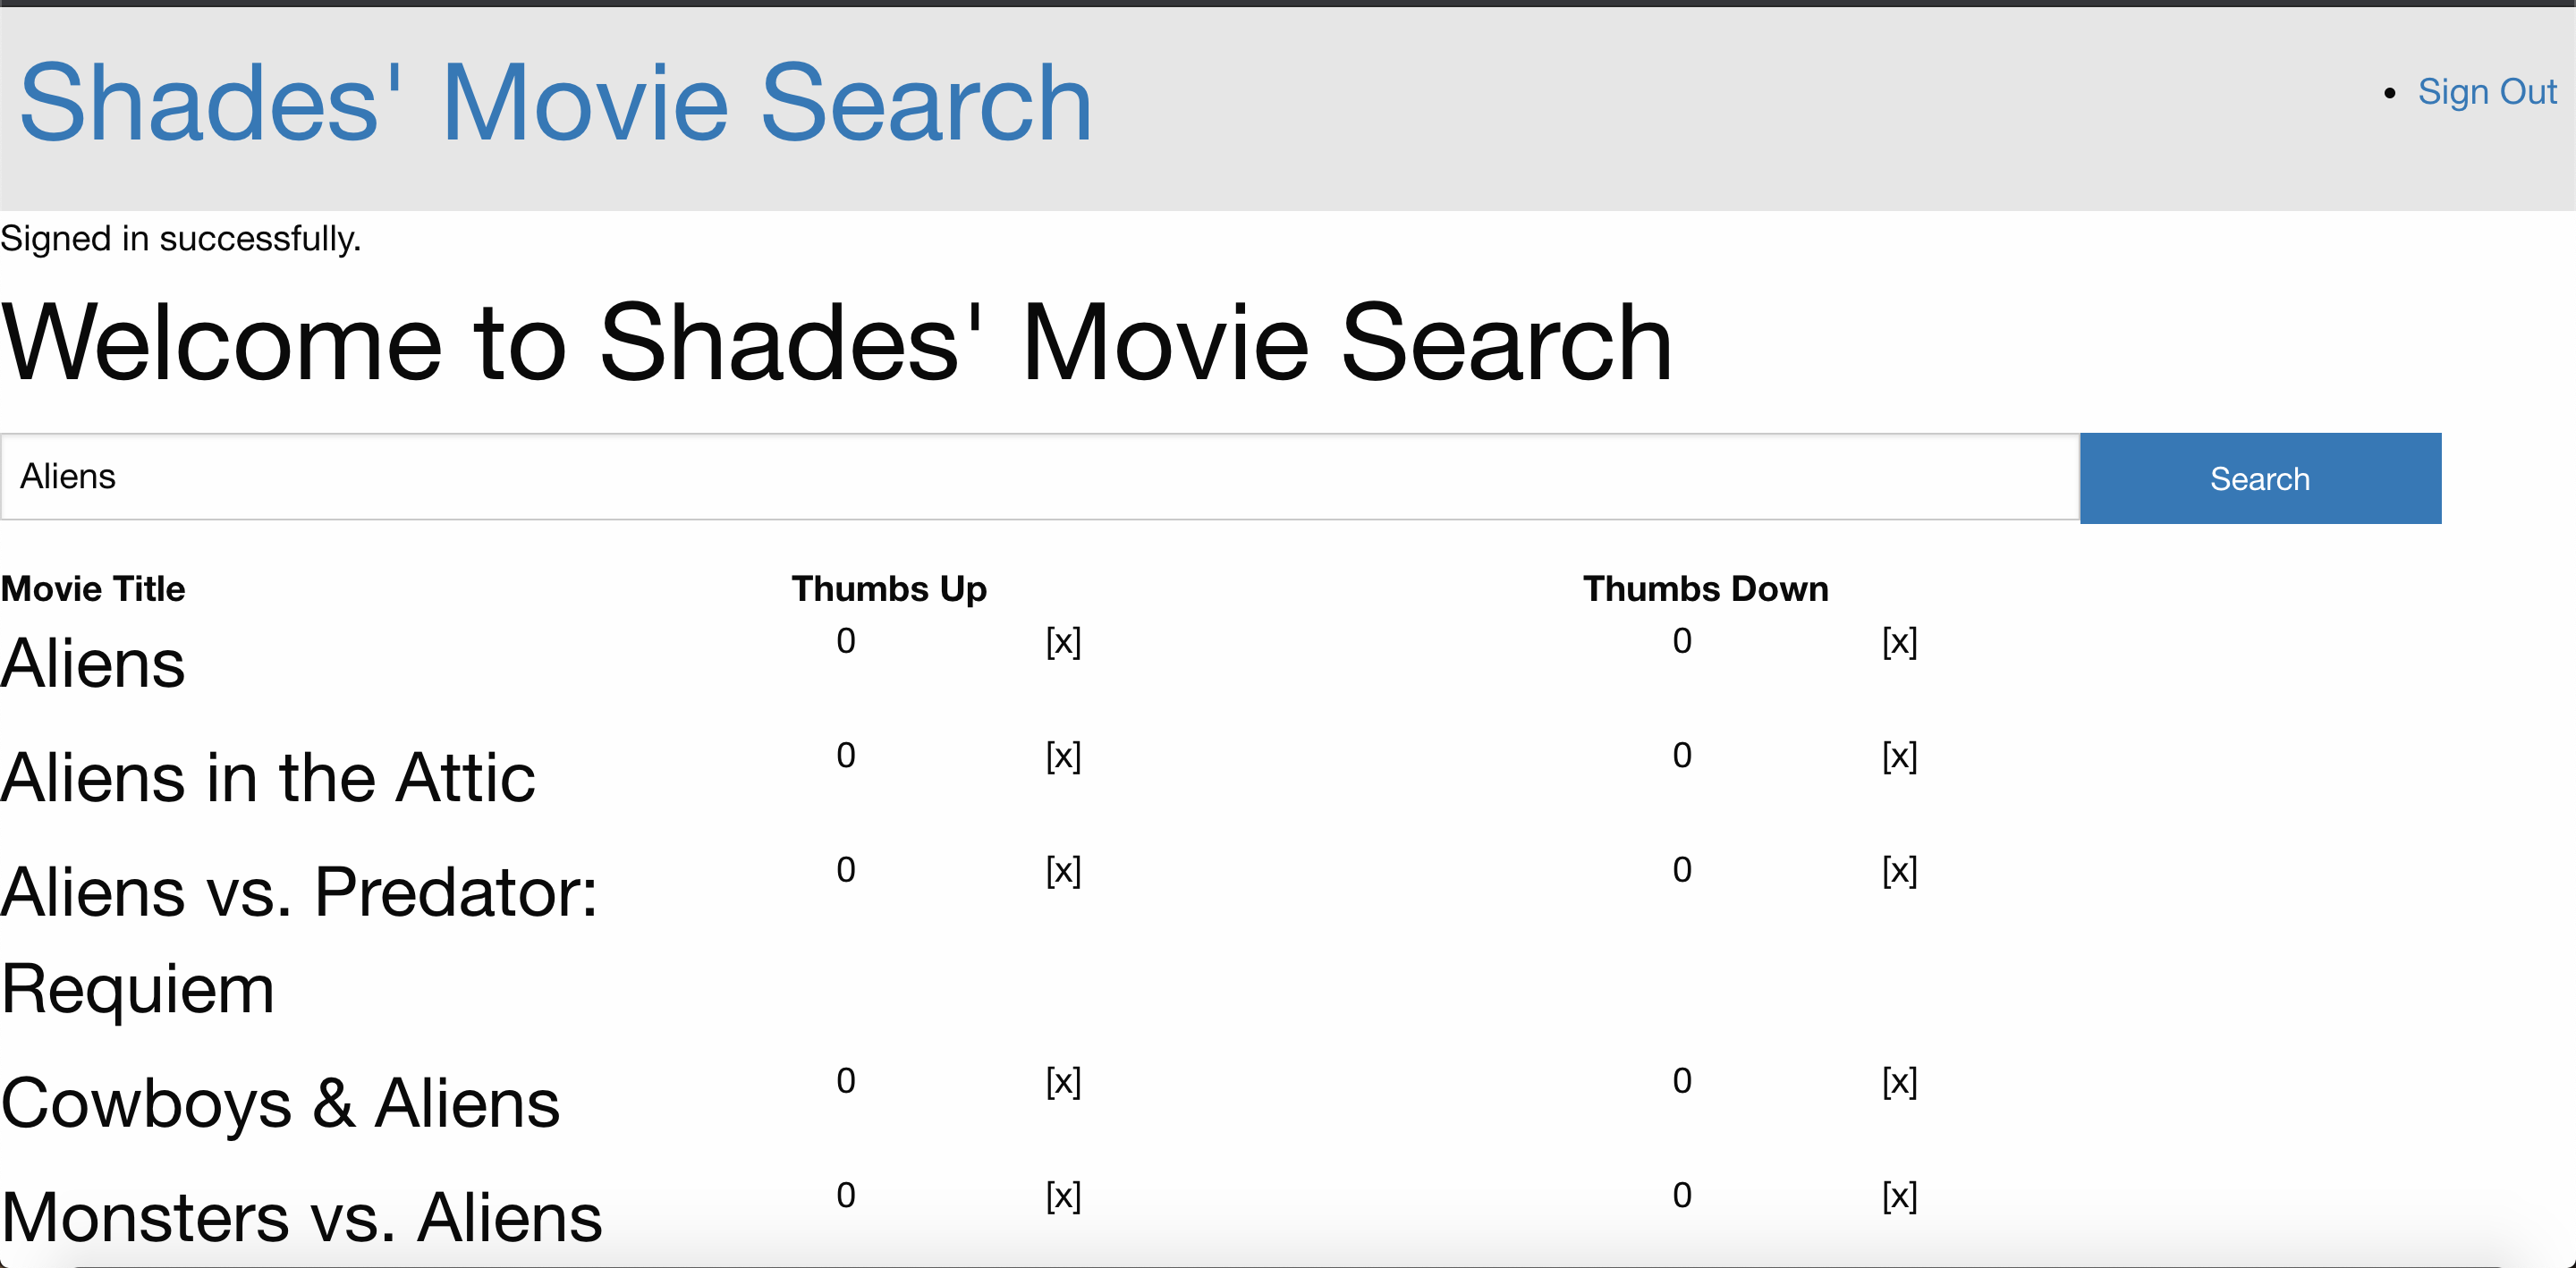 Shades' Movie Search
• Sign Out
Signed in successfully.
Welcome to Shades' Movie Search
Aliens Search
Movie Title Thumbs Up Thumbs Down
Aliens 0 [x] 0 [x]
Aliens in the Attic 0 [x] 0 [x]
Aliens vs. Predator: 0 [x] 0 [x]
Requiem
Cowboys & Aliens 0 [x] 0 [x]
Monsters vs. Aliens 0 [x] 0 [x]